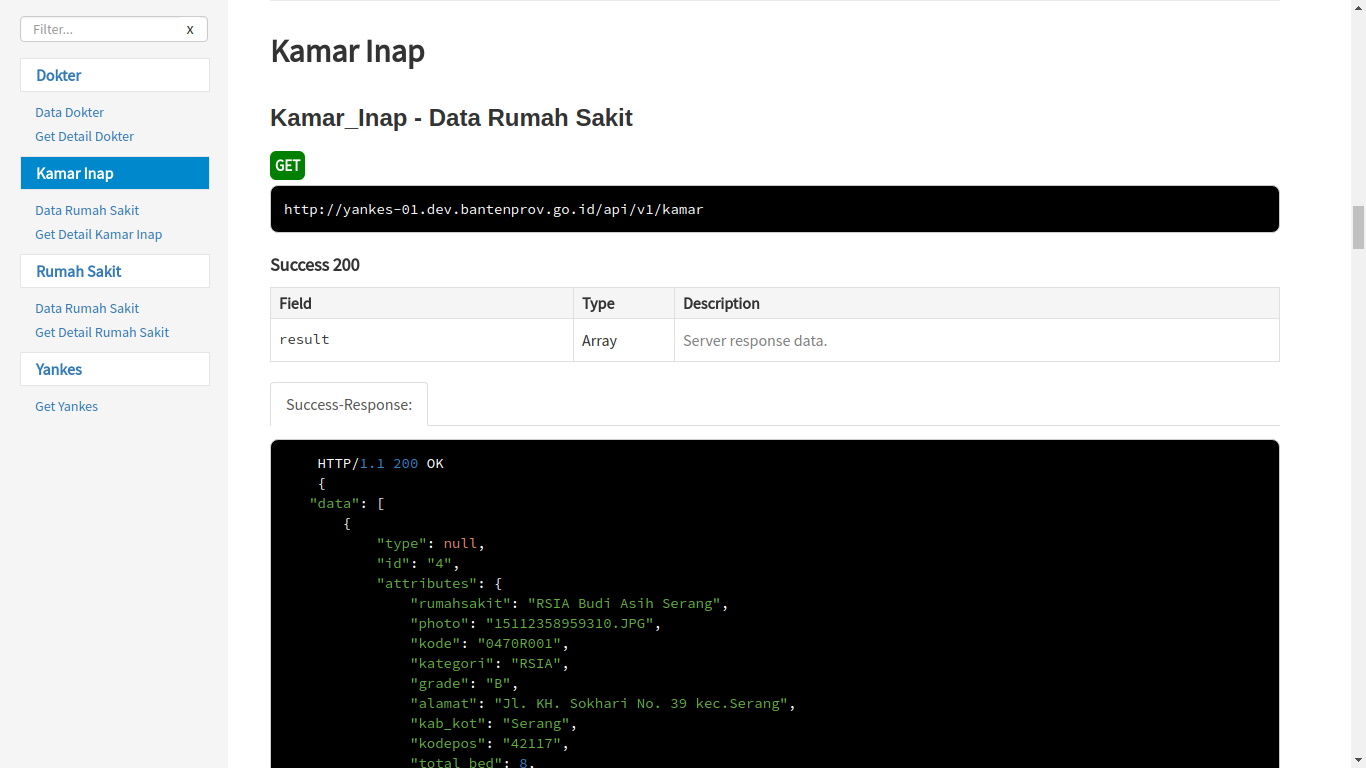 Filter...
x
Dokter
Data Dokter
Get Detail Dokter
Kamar Inap
Data Rumah Sakit
Get Detail Kamar Inap
Rumah Sakit
Data Rumah Sakit
Get Detail Rumah Sakit
Yankes
Get Yankes
Kamar Inap
Kamar_Inap - Data Rumah Sakit
GET
http://yankes-01.dev.bantenprov.go.id/api/v1/kamar
Success 200
Field Type Description
result Array Server response data.
Success-Response:
HTTP/1.1 200 OK
{
"data": [
{
"type": null,
"id": "4",
"attributes": {
"rumahsakit": "RSIA Budi Asih Serang",
"photo": "15112358959310.JPG",
"kode": "0470R001",
"kategori": "RSIA",
"grade": "B",
"alamat": "Jl. KH. Sokhari No. 39 kec.Serang",
"kab_kot": "Serang",
"kodepos": "42117",
"total_bed": 8,